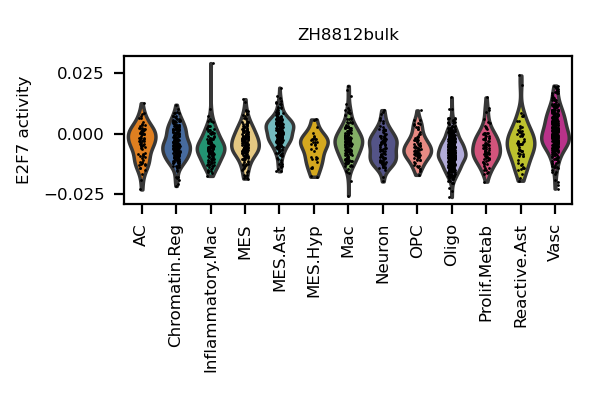 ZH8812bulk
E2F7 activity
0.025
0.000
−0.025
AC
Chromatin.Reg
Inflammatory.Mac
MES
MES.Ast
MES.Hyp
Mac
Neuron
OPC
Oligo
Prolif.Metab
Reactive.Ast
Vasc